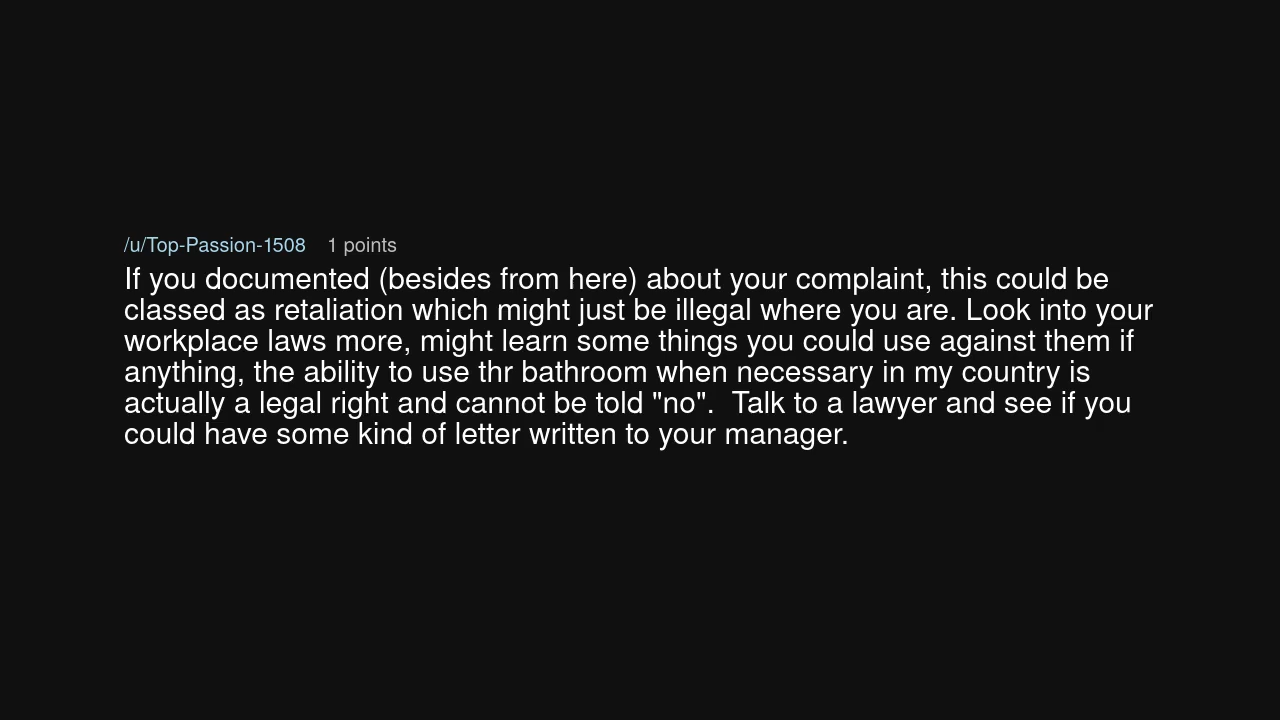 /u/Top-Passion-1508 1 points
If you documented (besides from here) about your complaint, this could be
classed as retaliation which might just be illegal where you are. Look into your
workplace laws more, might learn some things you could use against them if
anything, the ability to use thr bathroom when necessary in my country is
actually a legal right and cannot be told "no".  Talk to a lawyer and see if you
could have some kind of letter written to your manager.